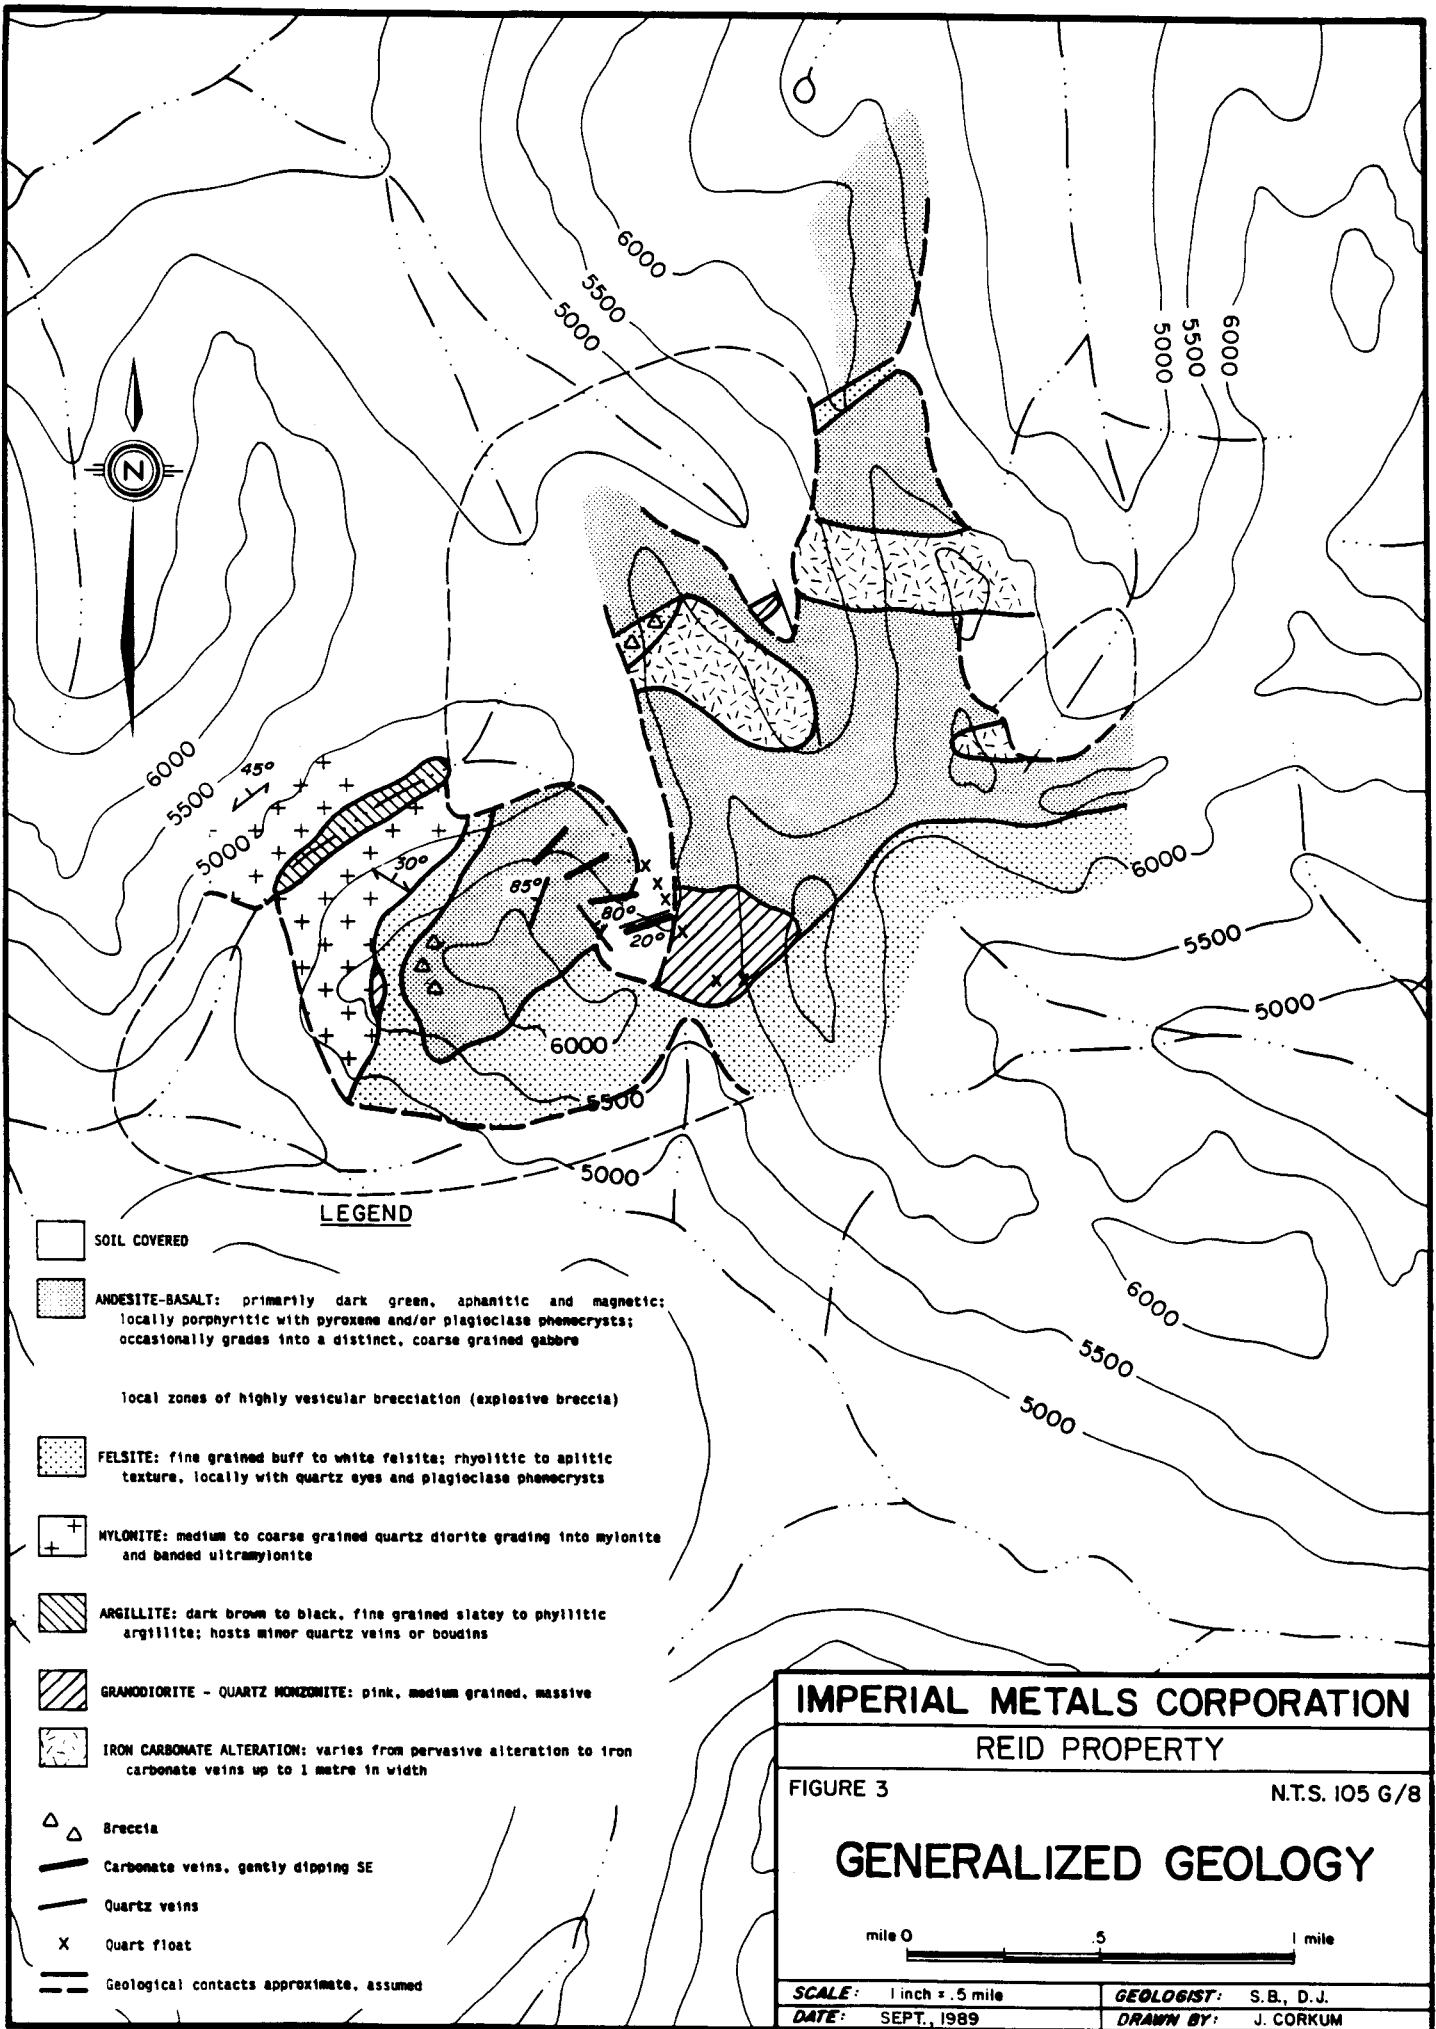 6000
5500
5000
5000
5500
6000
N
6000
5500
5000
45°
30°
85°
80°
20°
6000
5500
5000
6000
5500
5000
6000
5500
5000
LEGEND
SOIL COVERED
ANDESITE-BASALT: primarily dark green, aphanitic and magnetic;
locally porphyritic with pyroxene and/or plagioclase phenecrysts;
occasionally grades into a distinct, coarse grained gabbre
local zones of highly vesicular brecciation (explosive breccia)
FELSITE: fine grained buff to white felsite; rhyolitic to aplitic
texture, locally with quartz eyes and plagioclase phenecrysts
MYLONITE: medium to coarse grained quartz diorite grading into mylonite
and banded ultramylonite
ARGILLITE: dark brown to black, fine grained slatey to phyllitic
argillite; hosts minor quartz veins or boudins
GRANODIORITE - QUARTZ MONZONITE: pink, medium grained, massive
IRON CARBONATE ALTERATION: varies from pervasive alteration to iron
carbonate veins up to 1 metre in width
Breccia
Carbonate veins, gently dipping SE
Quartz veins
X Quart float
Geological contacts approximate, assumed
IMPERIAL METALS CORPORATION
REID PROPERTY
FIGURE 3 N.T.S. 105 G/8
GENERALIZED GEOLOGY
mile 0 .5 1 mile
SCALE: 1 inch = .5 mile GEOLOGIST: S.B., D.J.
DATE: SEPT., 1989 DRAWN BY: J. CORKUM